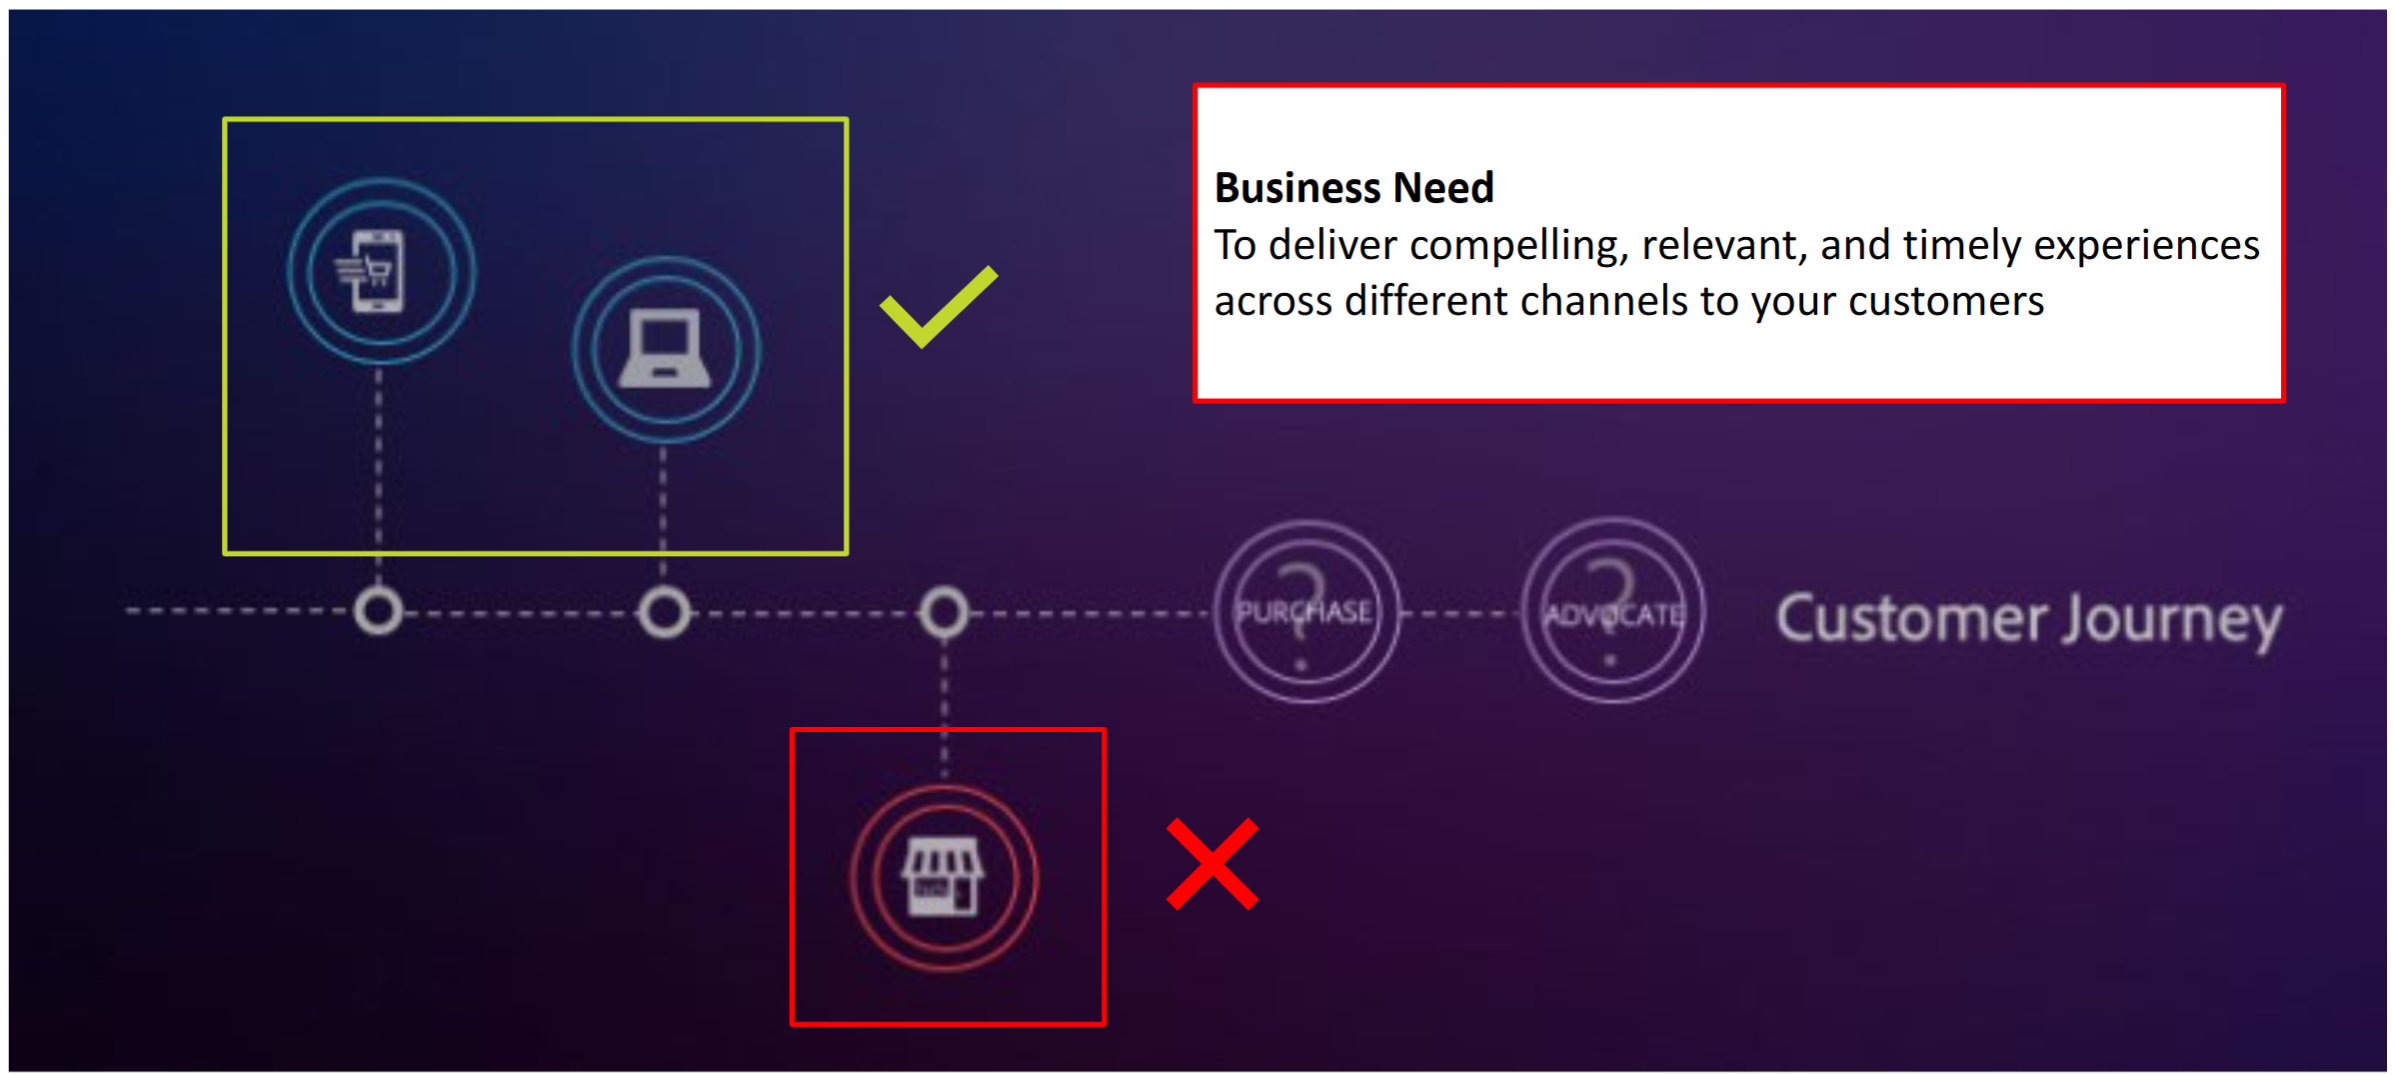 Business Need
To deliver compelling, relevant, and timely experiences
across different channels to your customers
?
PURCHASE
?
ADVOCATE
Customer Journey